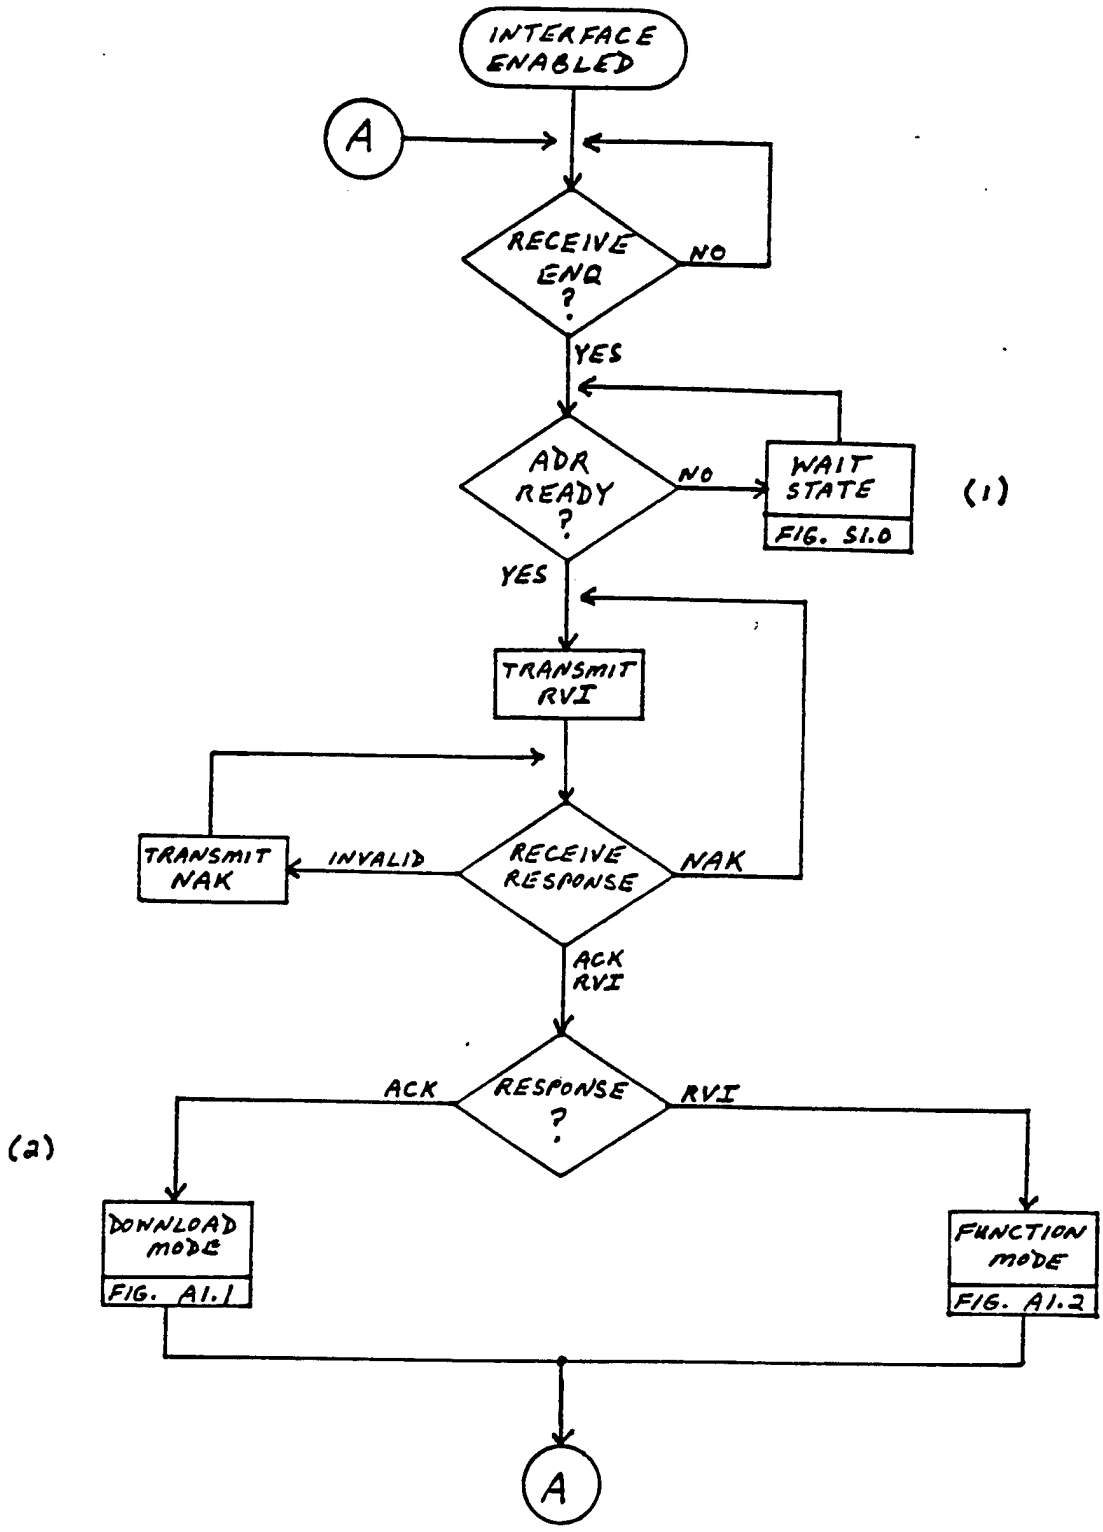 INTERFACE
ENABLED
A
RECEIVE
ENQ
?
NO
YES
ADR
READY
?
NO
WAIT
STATE
FIG. S1.0
(1)
YES
TRANSMIT
RVI
TRANSMIT
NAK
INVALID
RECEIVE
RESPONSE
NAK
ACK
RVI
ACK
RESPONSE
?
RVI
(2)
DOWNLOAD
MODE
FIG. A1.1
FUNCTION
MODE
FIG. A1.2
A